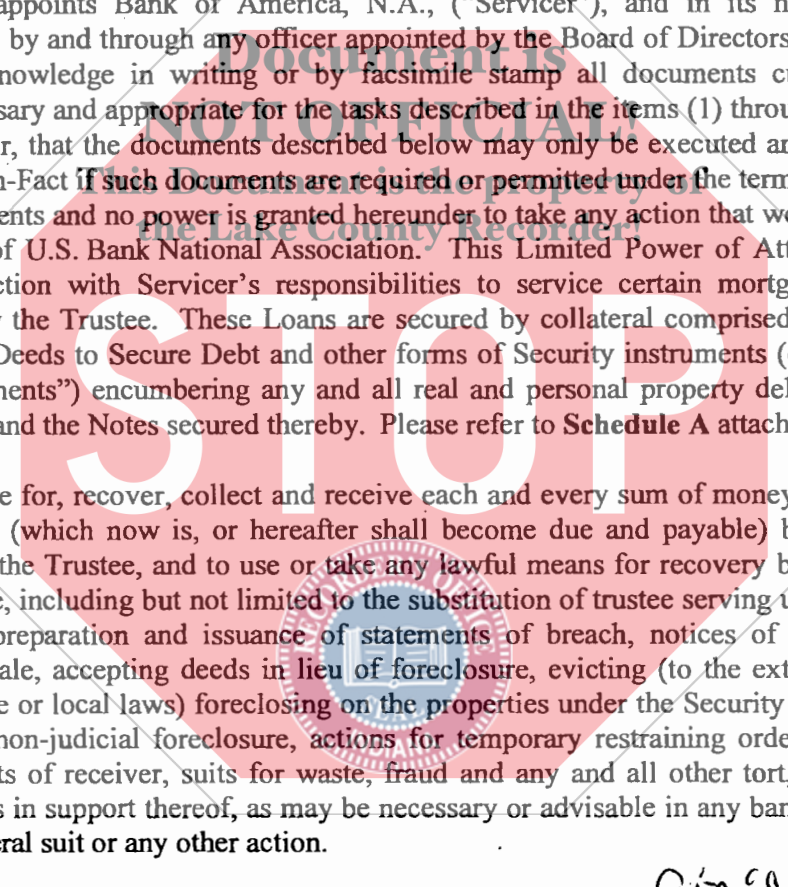 appoints Bank of America, N.A., ("Servicer"), and in its
by and through any officer appointed by the Board of Directors
nowledge in writing or by facsimile stamp all documents
sary and appropriate for the tasks described in the items (1)
r, that the documents described below may only be executed
n-Fact if such documents are required or permitted under the
ents and no power is granted hereunder to take any action that
of U.S. Bank National Association. This Limited Power of
ction with Servicer's responsibilities to service certain
the Trustee. These Loans are secured by collateral comprised
Deeds to Secure Debt and other forms of Security instruments (
ments") encumbering any and all real and personal property
and the Notes secured thereby. Please refer to Schedule A
e for, recover, collect and receive each and every sum of money
(which now is, or hereafter shall become due and payable)
the Trustee, and to use or take any lawful means for recovery
, including but not limited to the substitution of trustee serving
preparation and issuance of statements of breach, notices of
ale, accepting deeds in lieu of foreclosure, evicting (to the
e or local laws) foreclosing on the properties under the Security
non-judicial foreclosure, actions for temporary restraining
ts of receiver, suits for waste, fraud and any and all other tort,
s in support thereof, as may be necessary or advisable in any
eral suit or any other action.
Document is
NOT OFFICIAL!
This Document is the property of
the Lake County Recorder!
STOP
SEAL
INDIANA